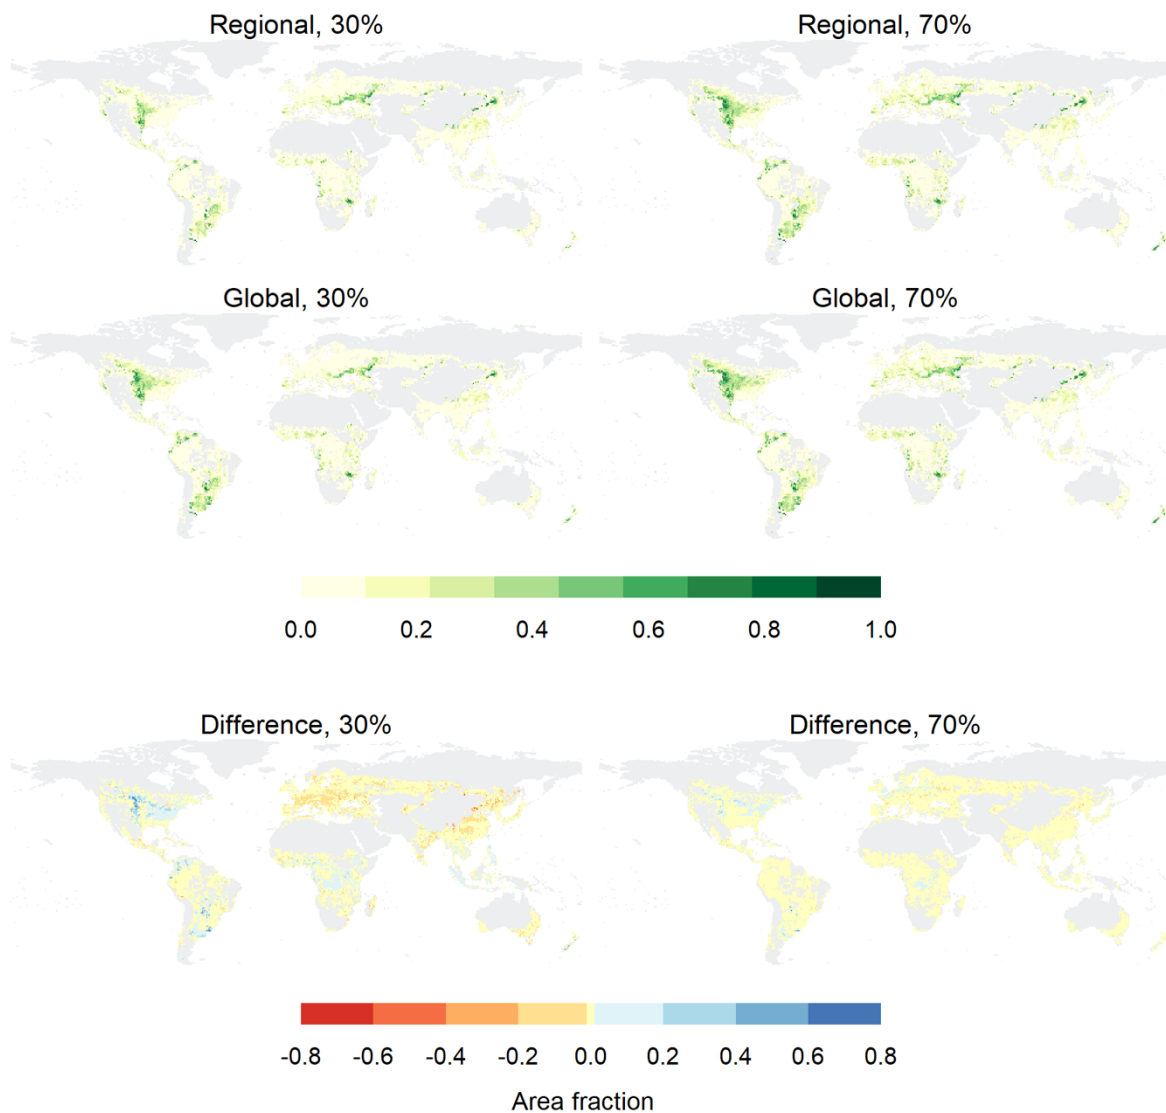 Regional, 30%
Regional, 70%
Global, 30%
Global, 70%
0.0 0.2 0.4 0.6 0.8 1.0
Difference, 30%
Difference, 70%
-0.8 -0.6 -0.4 -0.2 0.0 0.2 0.4 0.6 0.8
Area fraction